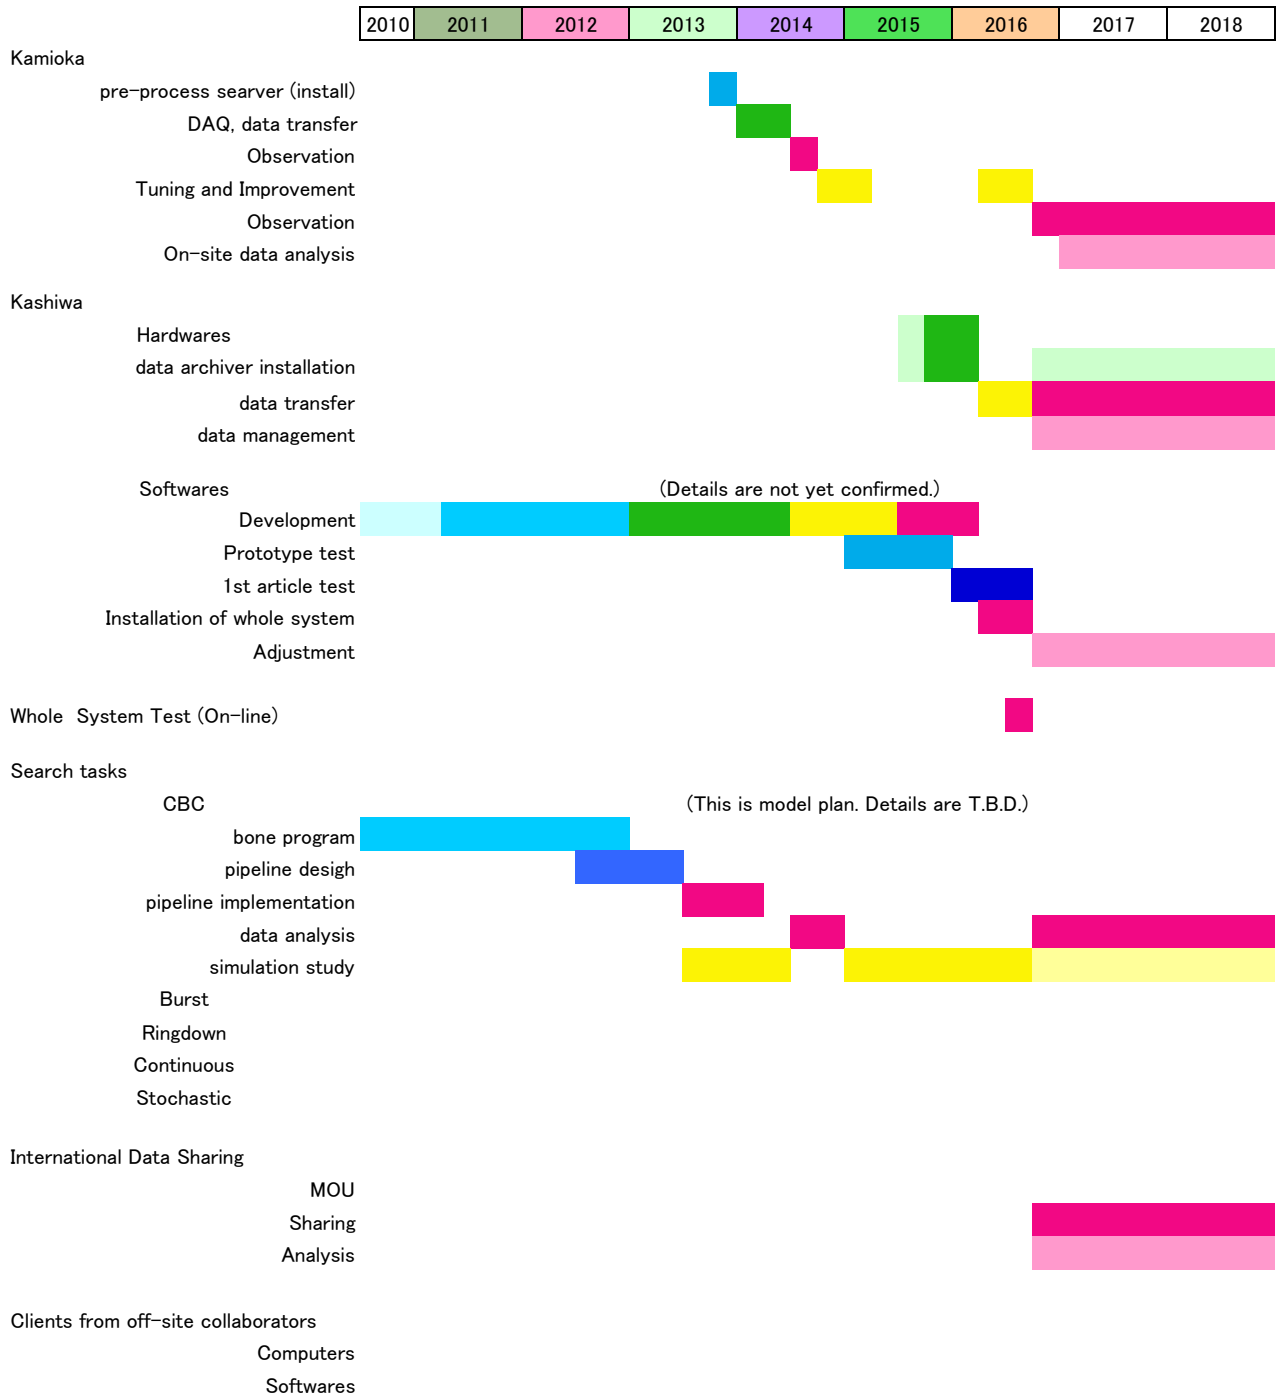 2010 2011 2012 2013 2014 2015 2016 2017 2018
Kamioka
pre-process searver (install)
DAQ, data transfer
Observation
Tuning and Improvement
Observation
On-site data analysis
Kashiwa
Hardwares
data archiver installation
data transfer
data management
Softwares (Details are not yet confirmed.)
Development
Prototype test
1st article test
Installation of whole system
Adjustment
Whole System Test (On-line)
Search tasks
CBC (This is model plan. Details are T.B.D.)
bone program
pipeline desigh
pipeline implementation
data analysis
simulation study
Burst
Ringdown
Continuous
Stochastic
International Data Sharing
MOU
Sharing
Analysis
Clients from off-site collaborators
Computers
Softwares